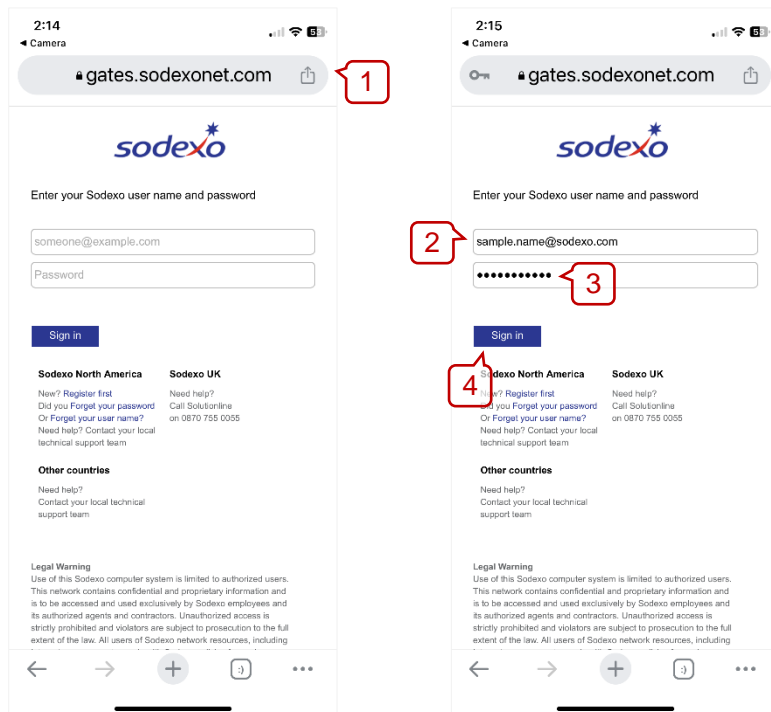 2:14
53
◄ Camera
gates.sodexonet.com
1
sodexo
Enter your Sodexo user name and password
someone@example.com
Password
Sign in
Sodexo North America
New? Register first
Did you Forget your password
Or Forget your user name?
Need help? Contact your local
technical support team
Sodexo UK
Need help?
Call Solutionline
on 0870 755 0055
Other countries
Need help?
Contact your local technical
support team
Legal Warning
Use of this Sodexo computer system is limited to authorized users.
This network contains confidential and proprietary information and
is to be accessed and used exclusively by Sodexo employees and
its authorized agents and contractors. Unauthorized access is
strictly prohibited and violators are subject to prosecution to the full
extent of the law. All users of Sodexo network resources, including
:)
2:15
53
◄ Camera
gates.sodexonet.com
sodexo
Enter your Sodexo user name and password
2
sample.name@sodexo.com
•••••••••••
3
Sign in
4
Sodexo North America
New? Register first
Did you Forget your password
Or Forget your user name?
Need help? Contact your local
technical support team
Sodexo UK
Need help?
Call Solutionline
on 0870 755 0055
Other countries
Need help?
Contact your local technical
support team
Legal Warning
Use of this Sodexo computer system is limited to authorized users.
This network contains confidential and proprietary information and
is to be accessed and used exclusively by Sodexo employees and
its authorized agents and contractors. Unauthorized access is
strictly prohibited and violators are subject to prosecution to the full
extent of the law. All users of Sodexo network resources, including
:)